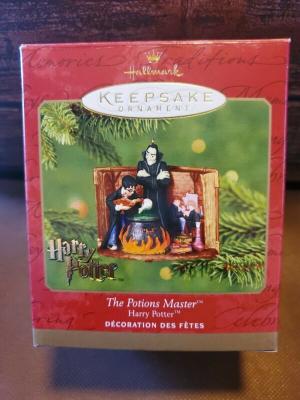 Hallmark
KEEPSAKE
ORNAMENT
Harry
Potter
The Potions Master™
Harry Potter™
DÉCORATION DES FÊTES